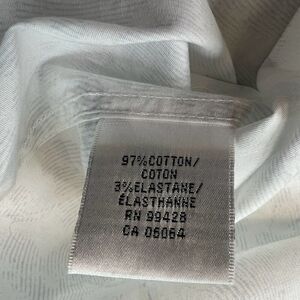 97%COTTON/
COTON
3%ELASTANE/
ÉLASTHANNE
RN 99428
CA 06064